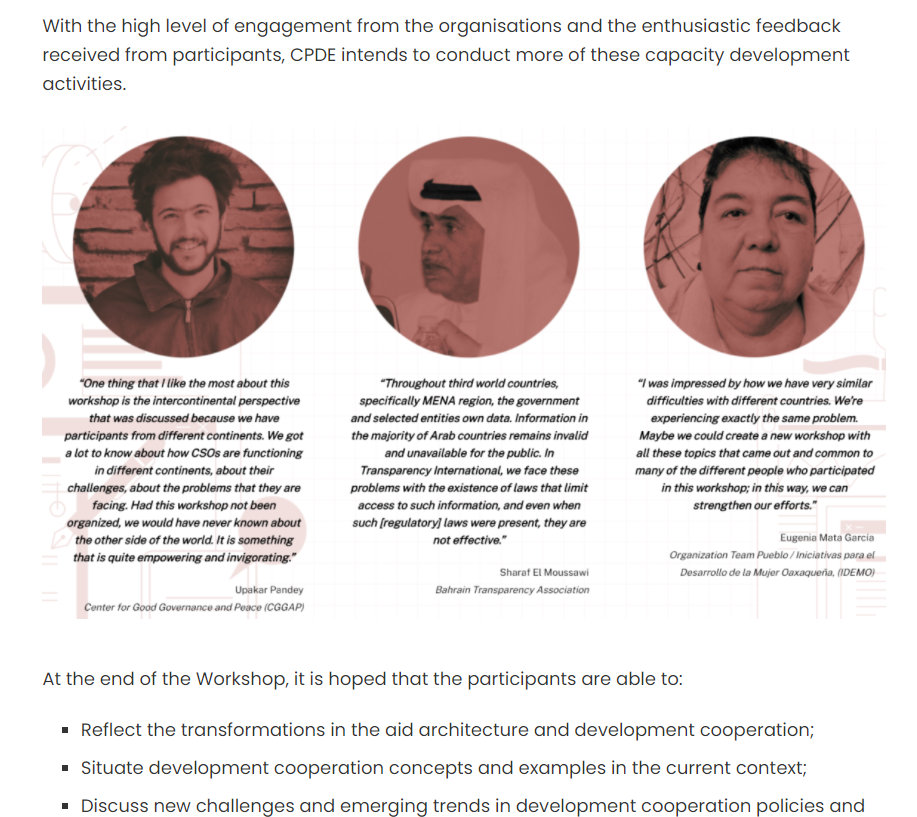 With the high level of engagement from the organisations and the enthusiastic feedback
received from participants, CPDE intends to conduct more of these capacity development
activities.
“One thing that I like the most about this
workshop is the intercontinental perspective
that was discussed because we have
participants from different continents. We got
a lot to know about how CSOs are functioning
in different continents, about their
challenges, about the problems that they are
facing. Had this workshop not been
organized, we would have never known about
the other side of the world. It is something
that is quite empowering and invigorating.”
Upakar Pandey
Center for Good Governance and Peace (CGGAP)
“Throughout third world countries,
specifically MENA region, the government
and selected entities own data. Information in
the majority of Arab countries remains invalid
and unavailable for the public. In
Transparency International, we face these
problems with the existence of laws that limit
access to such information, and even when
such [regulatory] laws were present, they are
not effective.”
Sharaf El Moussawi
Bahrain Transparency Association
“I was impressed by how we have very similar
difficulties with different countries. We're
experiencing exactly the same problem.
Maybe we could create a new workshop with
all these topics that came out and common to
many of the different people who participated
in this workshop; in this way, we can
strengthen our efforts.”
Eugenia Mata Garcia
Organization Team Pueblo / Iniciativas para el
Desarrollo de la Mujer Oaxaqueña, (IDEMO)
At the end of the Workshop, it is hoped that the participants are able to:
▪ Reflect the transformations in the aid architecture and development cooperation;
▪ Situate development cooperation concepts and examples in the current context;
▪ Discuss new challenges and emerging trends in development cooperation policies and